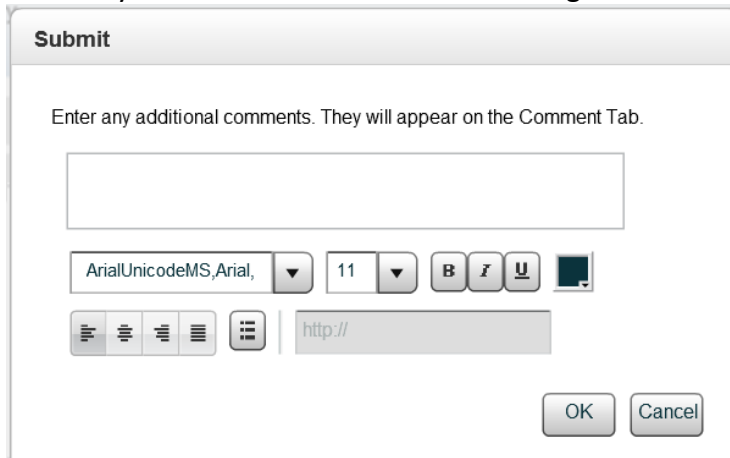 Submit
Enter any additional comments. They will appear on the Comment Tab.
ArialUnicodeMS,Arial, 11 B I U
http://
OK Cancel